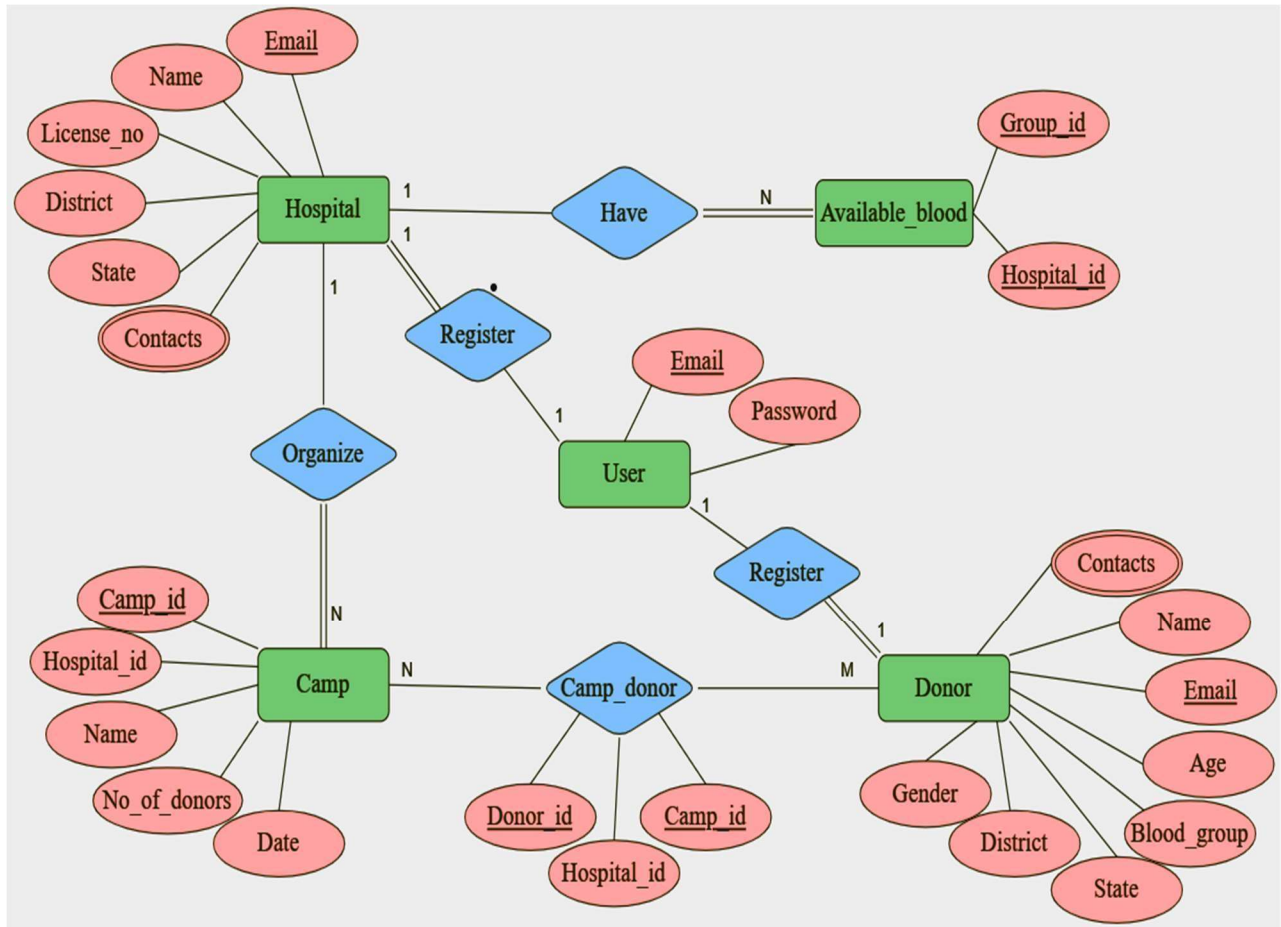 Email
Name
License_no
District
State
Contacts
Hospital
1
1
1
Have
N
Available_blood
Group_id
Hospital_id
Register
1
Email
Password
User
1
Register
1
Organize
N
Camp_id
Hospital_id
Name
No_of_donors
Date
Camp
N
Camp_donor
M
Donor_id
Hospital_id
Camp_id
Donor
Contacts
Name
Email
Age
Blood_group
State
District
Gender